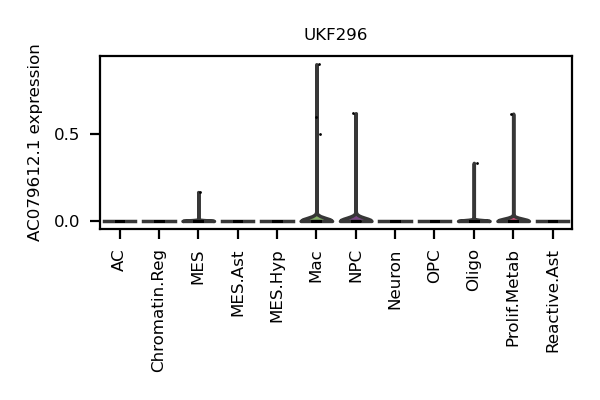 UKF296
AC079612.1 expression
0.5
0.0
AC
Chromatin.Reg
MES
MES.Ast
MES.Hyp
Mac
NPC
Neuron
OPC
Oligo
Prolif.Metab
Reactive.Ast